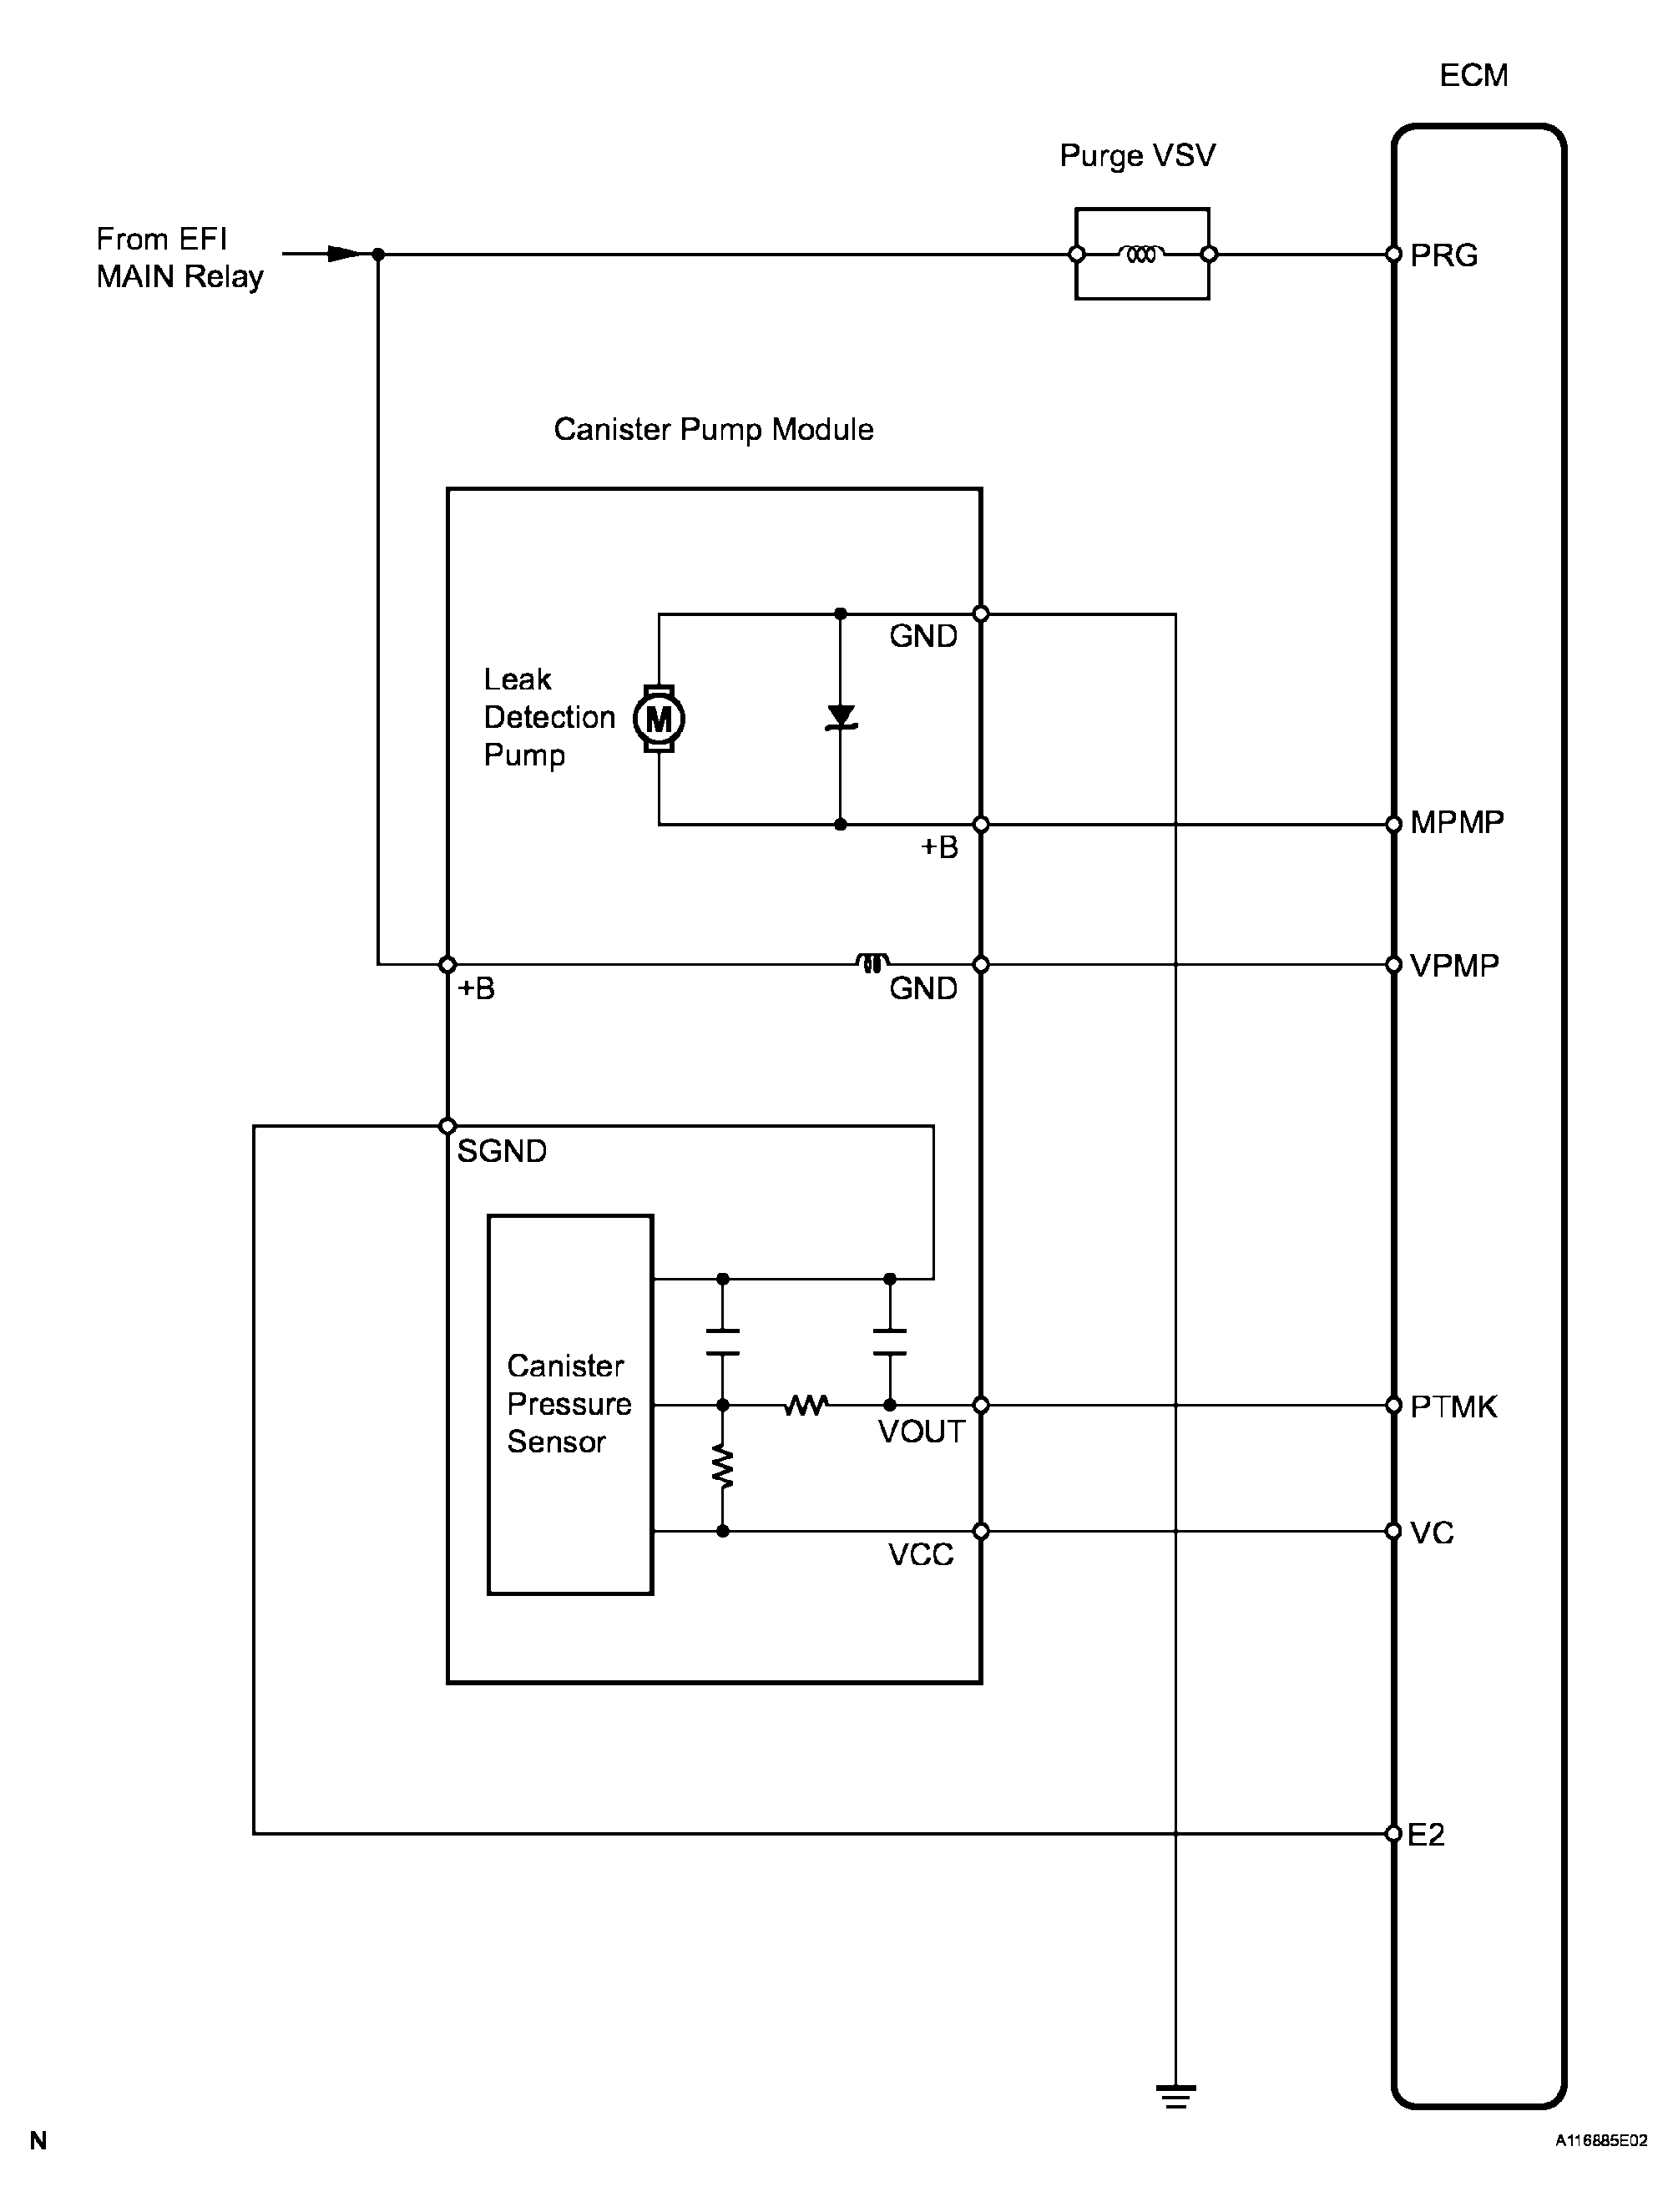 ECM
Purge VSV
From EFI
MAIN Relay
PRG
Canister Pump Module
GND
Leak
Detection
Pump
M
MPMP
+B
VPMP
+B
GND
SGND
Canister
Pressure
Sensor
PTMK
VOUT
VC
VCC
E2
N
A116885E02